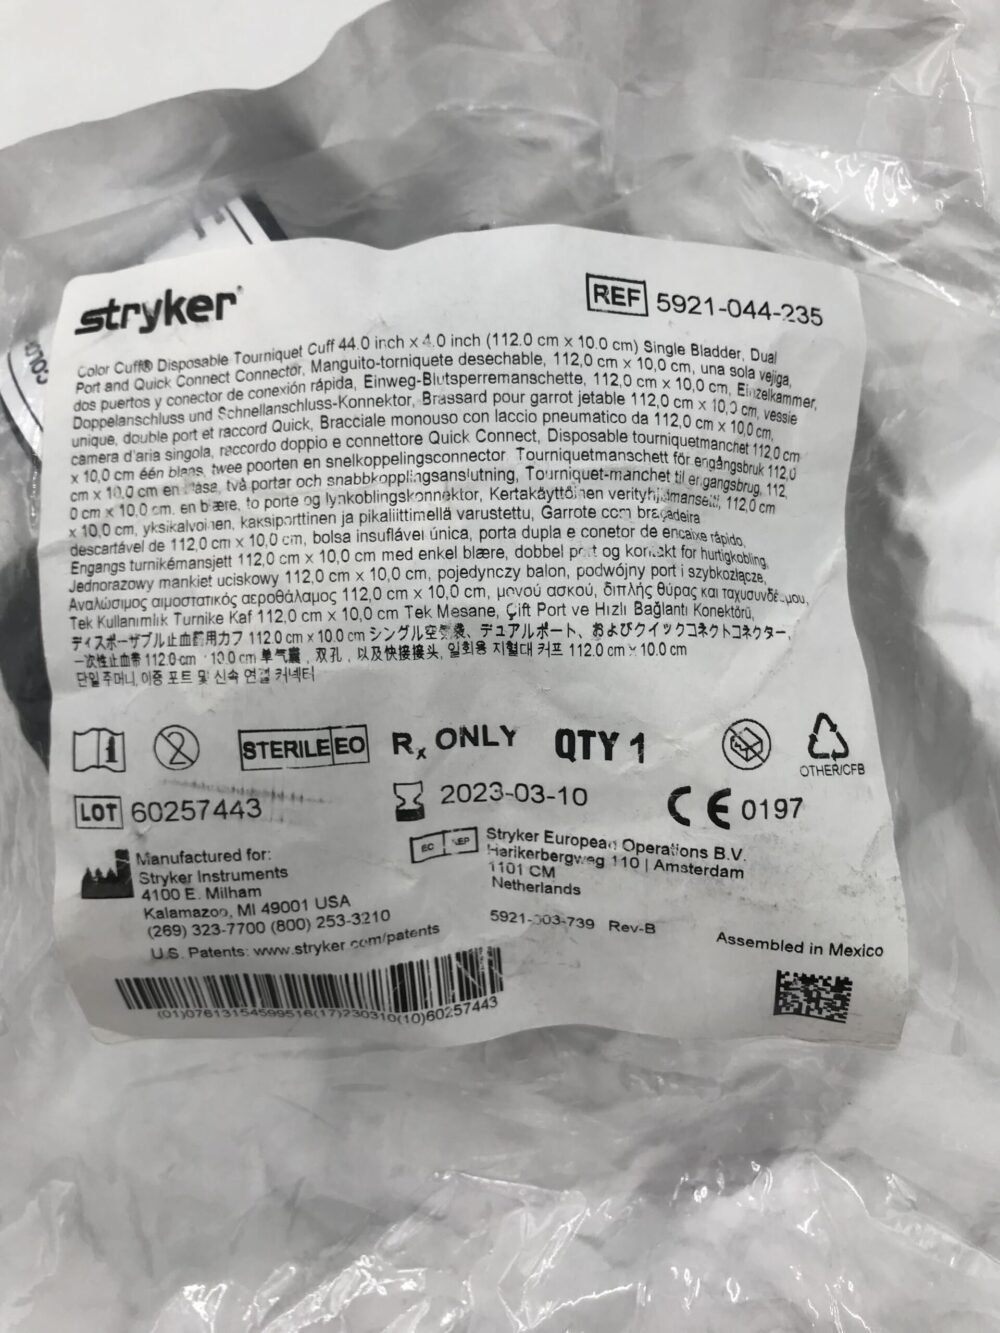 stryker
REF 5921-044-235
Color Cuff® Disposable Tourniquet Cuff 44.0 inch x 4.0 inch (112.0 cm x 10.0 cm) Single Bladder, Dual
Port and Quick Connect Connector, Manguito-torniquete desechable, 112,0 cm x 10,0 cm, una sola vejiga,
dos puertos y conector de conexión rápida, Einweg-Blutsperremanschette, 112,0 cm x 10,0 cm, Einzelkammer,
Doppelanschluss und Schnellanschluss-Konnektor, Brassard pour garrot jetable 112,0 cm x 10,0 cm, vessie
unique, double port et raccord Quick, Bracciale monouso con laccio pneumatico da 112,0 cm x 10,0 cm,
camera d'aria singola, raccordo doppio e connettore Quick Connect, Disposable tourniquetmanchet 112,0 cm
x 10,0 cm één blaas, twee poorten en snelkoppelingsconnector Tourniquetmanschett för engångsbruk 112,0
cm x 10,0 cm en blåsa, två portar och snabbkopplingsanslutning, Tourniquet-manchet til engangsbrug, 112,
0 cm x 10,0 cm, en blære, to porte og lynkoblingskonnektor, Kertakäyttöinen verityhjiömansetti, 112,0 cm
x 10,0 cm, yksikalvoinen, kaksiporttinen ja pikaliittimellä varustettu, Garrote com braçadeira
descartável de 112,0 cm x 10,0 cm, bolsa insuflável única, porta dupla e conetor de encaixe rápido,
Engangs turnikémansjett 112,0 cm x 10,0 cm med enkel blære, dobbel port og kontakt for hurtigkobling,
Jednorazowy mankiet uciskowy 112,0 cm x 10,0 cm, pojedynczy balon, podwójny port i szybkozłącze,
Αναλώσιμος αιμοστατικός αεροθάλαμος 112,0 cm x 10,0 cm, μονού ασκού, διπλής θύρας και ταχυσυνδέσμου,
Tek Kullanımlık Turnike Kaf 112,0 cm x 10,0 cm Tek Mesane, Çift Port ve Hızlı Bağlantı Konektörü,
ディスポーザブル止血帯用カフ 112.0 cm x 10.0 cm シングル空気袋、デュアルポート、およびクイックコネクトコネクター,
一次性止血带 112.0 cm 10.0 cm 单气囊, 双孔, 以及快接接头, 일회용 지혈대 커프 112.0 cm x 10.0 cm
단일 주머니, 이중 포트 및 신속 연결 커넥터
2 STERILE EO Rx ONLY QTY 1
OTHER/CFB
LOT 60257443
2023-03-10
CE 0197
Manufactured for:
Stryker Instruments
4100 E. Milham
Kalamazoo, MI 49001 USA
(269) 323-7700 (800) 253-3210
U.S. Patents: www.stryker.com/patents
EC REP
Stryker European Operations B.V.
Herikerbergweg 110 | Amsterdam
1101 CM
Netherlands
5921-003-739 Rev-B
Assembled in Mexico
(01)07613154599516(17)230310(10)60257443